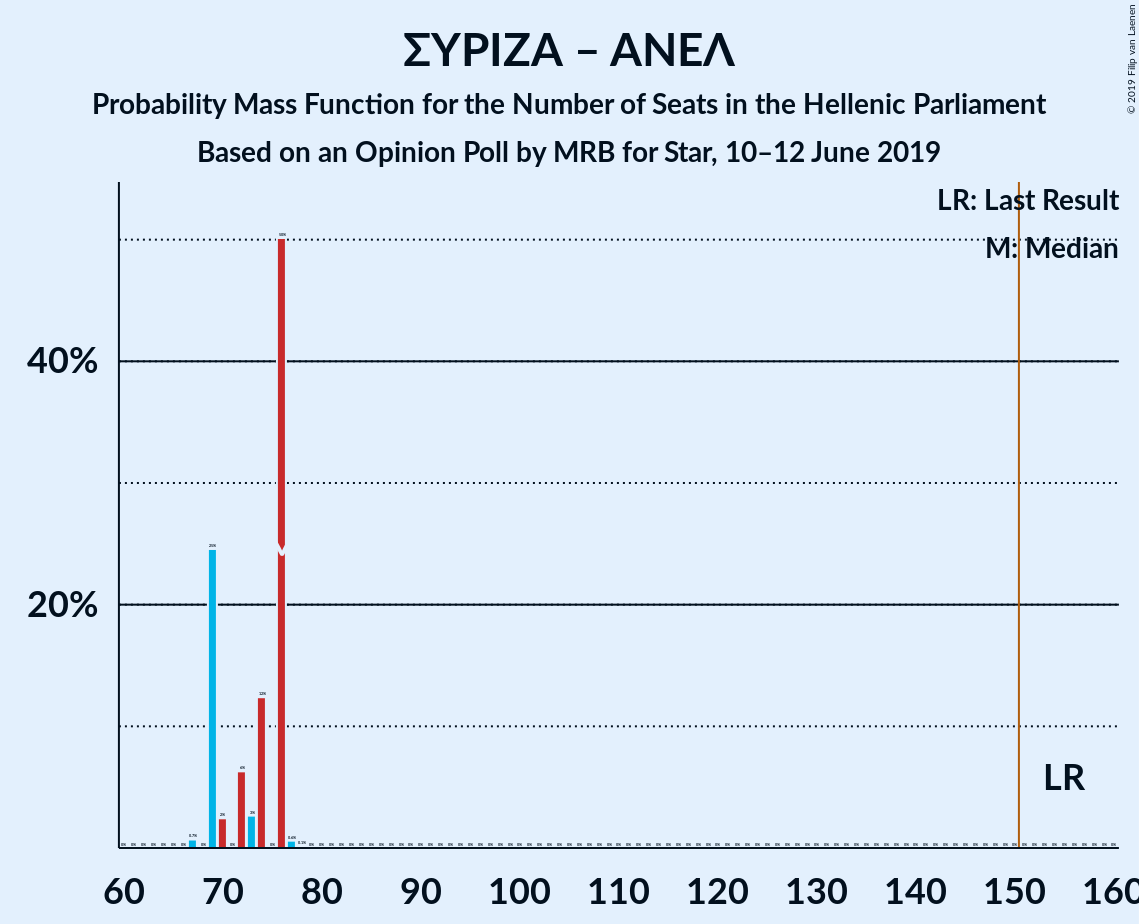 ΣΥΡΙΖΑ – ΑΝΕΛ
Probability Mass Function for the Number of Seats in the Hellenic Parliament
Based on an Opinion Poll by MRB for Star, 10–12 June 2019
© 2019 Filip van Laenen
LR: Last Result
M: Median
40%
20%
LR
60 70 80 90 100 110 120 130 140 150 160